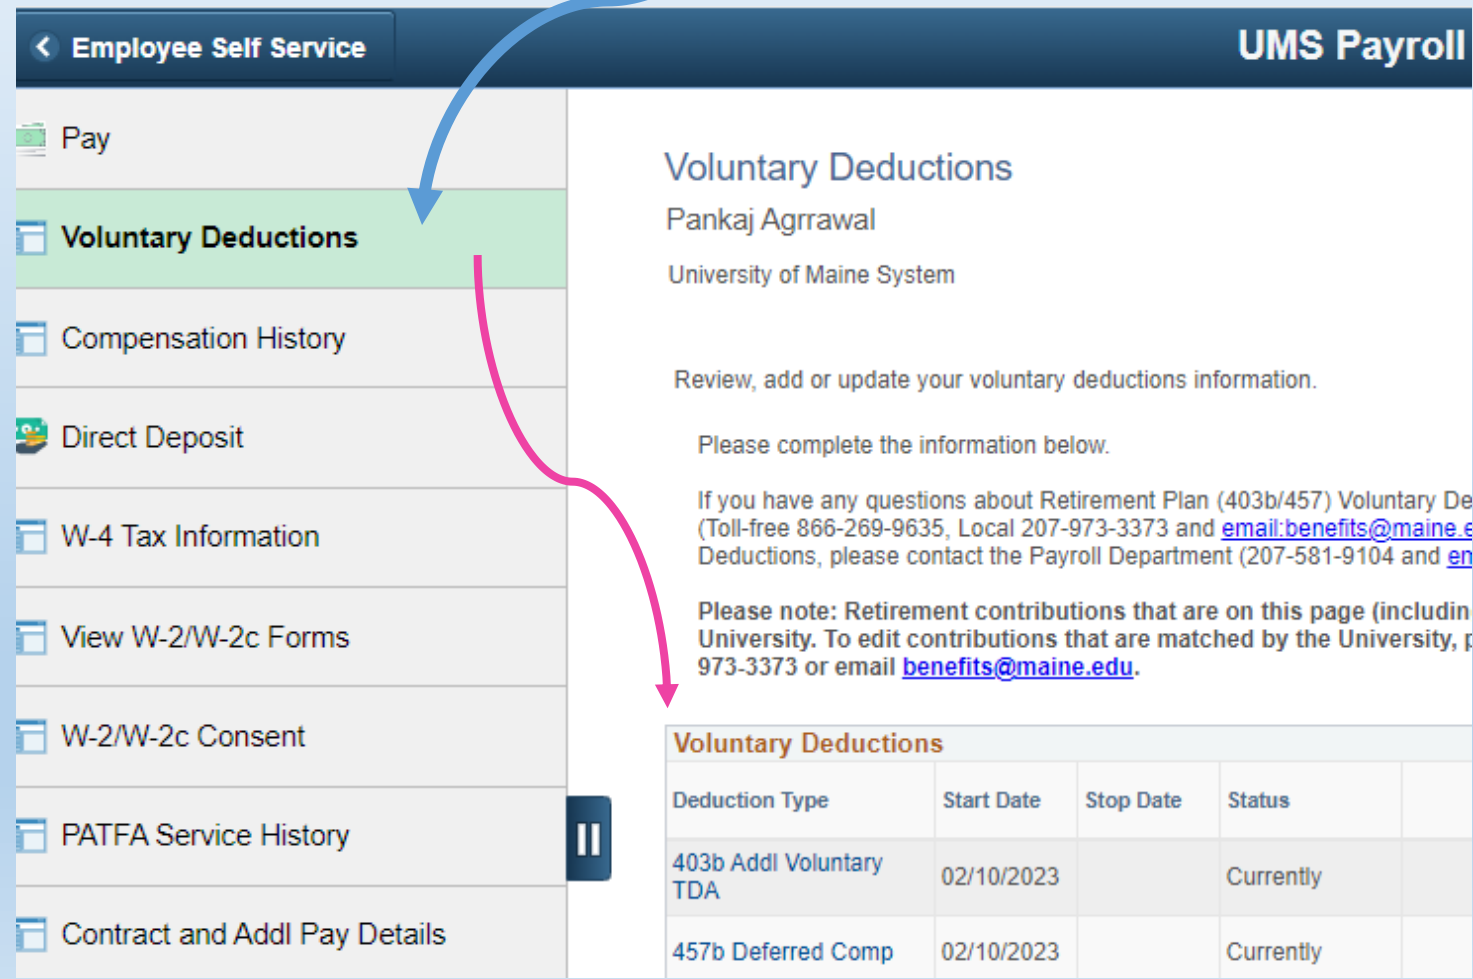 Employee Self Service
UMS Payroll
Pay
Voluntary Deductions
Compensation History
Direct Deposit
W-4 Tax Information
View W-2/W-2c Forms
W-2/W-2c Consent
PATFA Service History
Contract and Addl Pay Details
Voluntary Deductions
Pankaj Agrrawal
University of Maine System
Review, add or update your voluntary deductions information.
Please complete the information below.
If you have any questions about Retirement Plan (403b/457) Voluntary De
(Toll-free 866-269-9635, Local 207-973-3373 and email:benefits@maine.e
Deductions, please contact the Payroll Department (207-581-9104 and em
Please note: Retirement contributions that are on this page (includin
University. To edit contributions that are matched by the University, p
973-3373 or email benefits@maine.edu.
Voluntary Deductions
Deduction Type Start Date Stop Date Status
403b Addl Voluntary
TDA 02/10/2023 Currently
457b Deferred Comp 02/10/2023 Currently